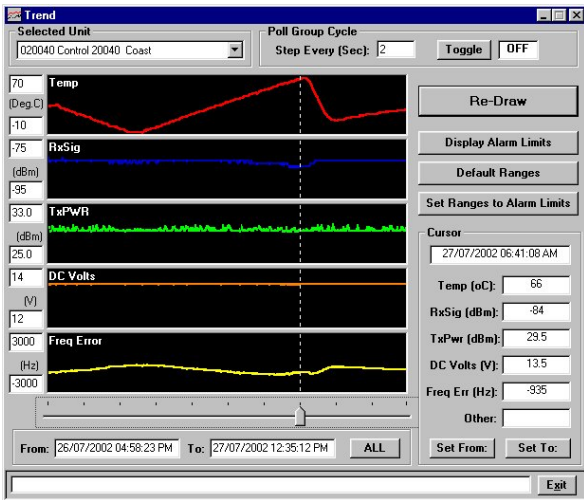 Trend
Selected Unit
020040 Control 20040 Coast
Poll Group Cycle
Step Every (Sec): 2
Toggle
OFF
70
(Deg.C)
-10
Temp
-75
(dBm)
-95
RxSig
33.0
(dBm)
25.0
TxPWR
14
(V)
12
DC Volts
3000
(Hz)
-3000
Freq Error
From: 26/07/2002 04:58:23 PM To: 27/07/2002 12:35:12 PM
ALL
Re-Draw
Display Alarm Limits
Default Ranges
Set Ranges to Alarm Limits
Cursor
27/07/2002 06:41:08 AM
Temp (oC): 66
RxSig (dBm): -84
TxPwr (dBm): 29.5
DC Volts (V): 13.5
Freq Err (Hz): -935
Other:
Set From:
Set To:
Exit